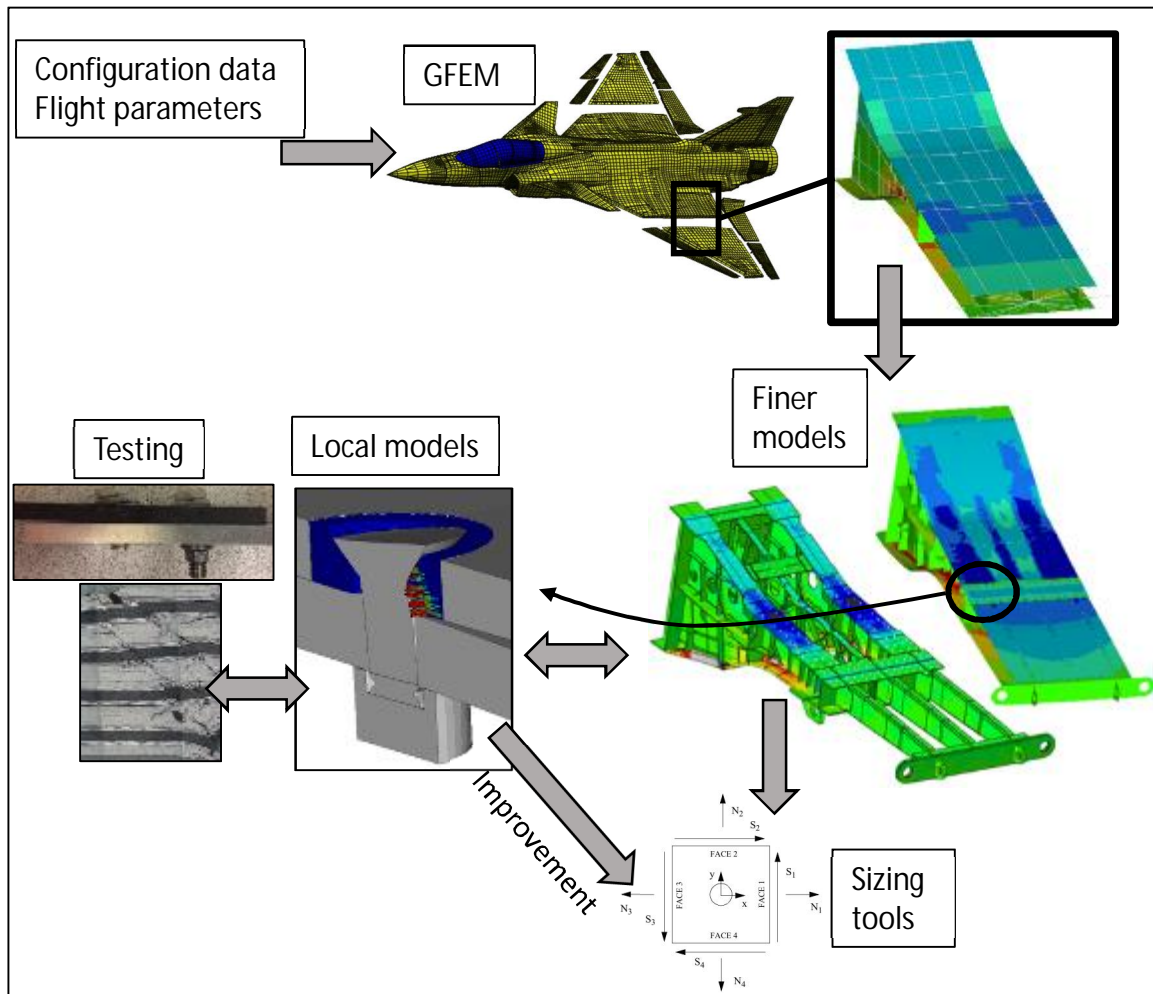 Configuration data
Flight parameters
GFEM
Finer
models
Testing
Local models
Improvement
N2
S2
FACE 2
FACE 3
y
x
FACE 1
S1
N3
S3
N1
FACE 4
S4
N4
Sizing
tools